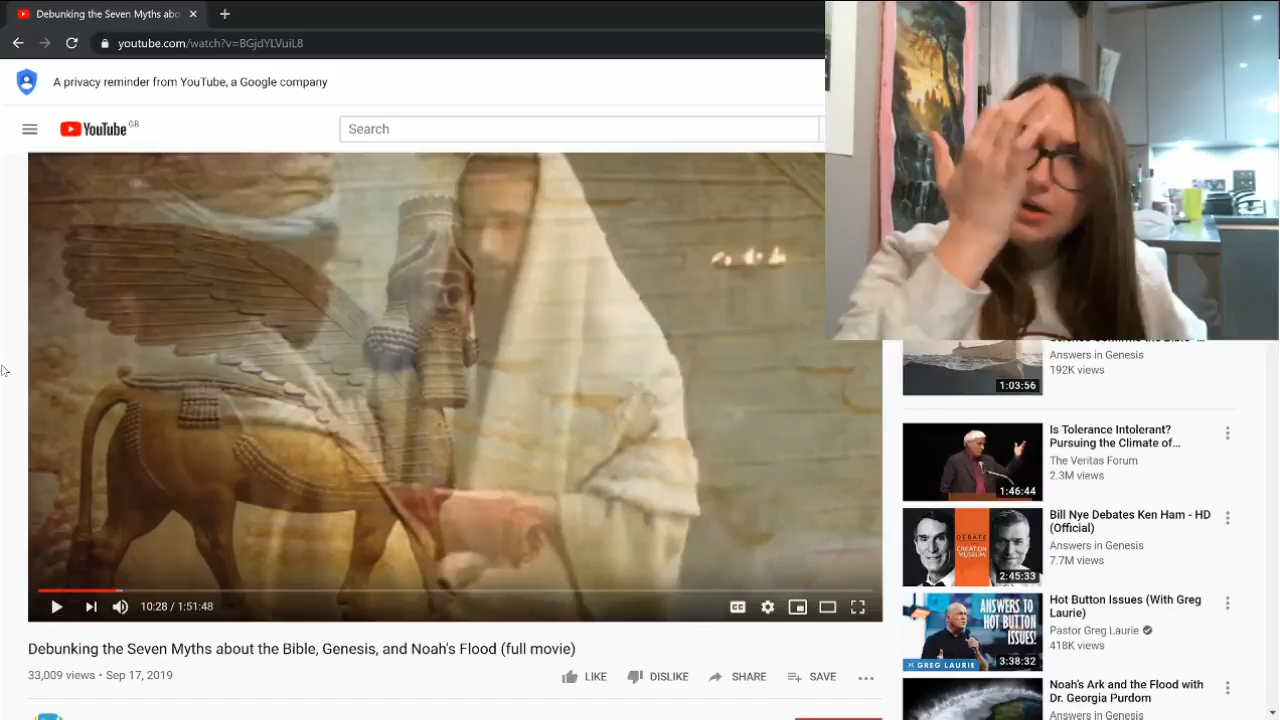 Debunking the Seven Myths abo
youtube.com/watch?v=BGjdYLVuiL8
A privacy reminder from YouTube, a Google company
YouTube GB
Search
10:28 / 1:51:48
CC
Debunking the Seven Myths about the Bible, Genesis, and Noah's Flood (full movie)
33,009 views • Sep 17, 2019
LIKE
DISLIKE
SHARE
SAVE
Answers in Genesis
192K views
1:03:56
Is Tolerance Intolerant?
Pursuing the Climate of...
The Veritas Forum
2.3M views
1:46:44
Bill Nye Debates Ken Ham - HD
(Official)
Answers in Genesis
7.7M views
DEBATE
CREATION
MUSEUM
2:45:33
Hot Button Issues (With Greg
Laurie)
Pastor Greg Laurie
418K views
ANSWERS TO
HOT BUTTON
ISSUES!
GREG LAURIE
3:38:32
Noah's Ark and the Flood with
Dr. Georgia Purdom
Answers in Genesis